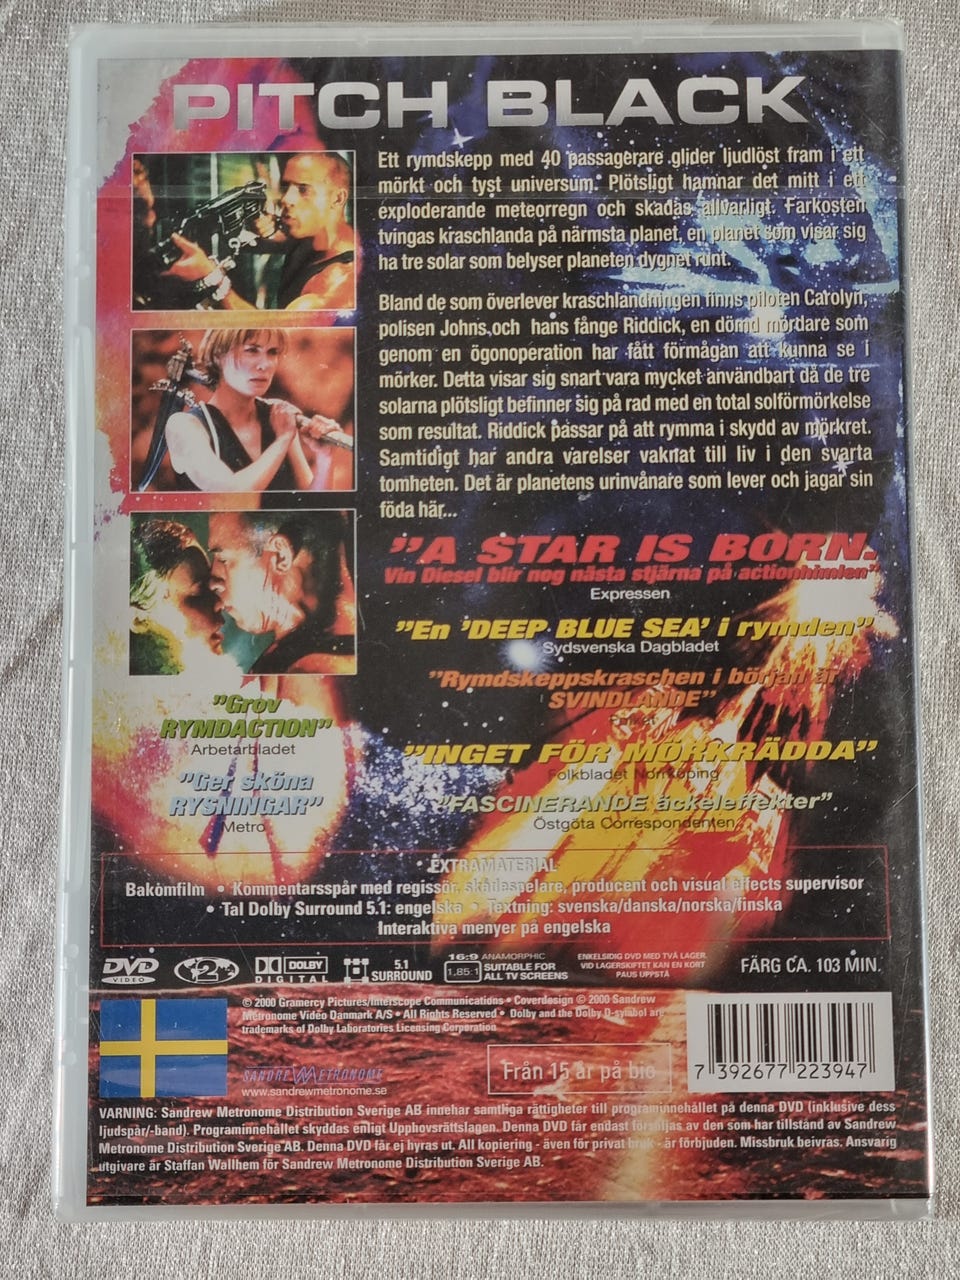 PITCH BLACK
Ett rymdskepp med 40 passagerare glider ljudlöst fram i ett
mörkt och tyst universum. Plötsligt hamnar det mitt i ett
exploderande meteorregn och skadas allvarligt. Farkosten
tvingas kraschlanda på närmsta planet, en planet som visar sig
ha tre solar som belyser planeten dygnet runt.
Bland de som överlever kraschlandningen finns piloten Carolyn,
polisen Johns,och hans fånge Riddick, en dömd mördare som
genom en ögonoperation har fått förmågan att kunna se i
mörker. Detta visar sig snart vara mycket användbart då de tre
solarna plötsligt befinner sig på rad med en total solförmörkelse
som resultat. Riddick passar på att rymma i skydd av mörkret.
Samtidigt har andra varelser vaknat till liv i den svarta
tomheten. Det är planetens urinvånare som lever och jagar sin
föda här...
"A STAR IS BORN.
Vin Diesel blir nog nästa stjärna på actionhimlen"
Expressen
"En 'DEEP BLUE SEA' i rymden"
Sydsvenska Dagbladet
"Rymdskeppskraschen i början är
SVINDLANDE"
"Grov
RYMDACTION"
Arbetarbladet
"INGET FÖR MÖRKRÄDDA"
Folkbladet Norrköping
"Ger sköna
RYSNINGAR"
Metro
"FASCINERANDE äckeleffekter"
Östgöta Correspondenten
• EXTRAMATERIAL
Bakomfilm • Kommentarsspår med regissör, skådespelare, producent och visual effects supervisor
• Tal Dolby Surround 5.1: engelska • Textning: svenska/danska/norska/finska
Interaktiva menyer på engelska
DVD VIDEO
2
DOLBY DIGITAL
5.1 SURROUND
16:9 ANAMORPHIC
1,85:1 SUITABLE FOR ALL TV SCREENS
ENKELSIDIG DVD MED TVÅ LAGER.
VID LAGERSKIFTET KAN EN KORT
PAUS UPPSTÅ
FÄRG CA. 103 MIN.
© 2000 Gramercy Pictures/Interscope Communications • Coverdesign © 2000 Sandrew
Metronome Video Danmark A/S • All Rights Reserved • Dolby and the Dolby D-symbol are
trademarks of Dolby Laboratories Licensing Corporation
SANDREW METRONOME
www.sandrewmetronome.se
Från 15 år på bio
7 392677 223947
VARNING: Sandrew Metronome Distribution Sverige AB innehar samtliga rättigheter till programinnehållet på denna DVD (inklusive dess
ljudspår/-band). Programinnehållet skyddas enligt Upphovsrättslagen. Denna DVD får endast försäljas av den som har tillstånd av Sandrew
Metronome Distribution Sverige AB. Denna DVD får ej hyras ut. All kopiering - även för privat bruk - är förbjuden. Missbruk beivras. Ansvarig
utgivare är Staffan Wallhem för Sandrew Metronome Distribution Sverige AB.